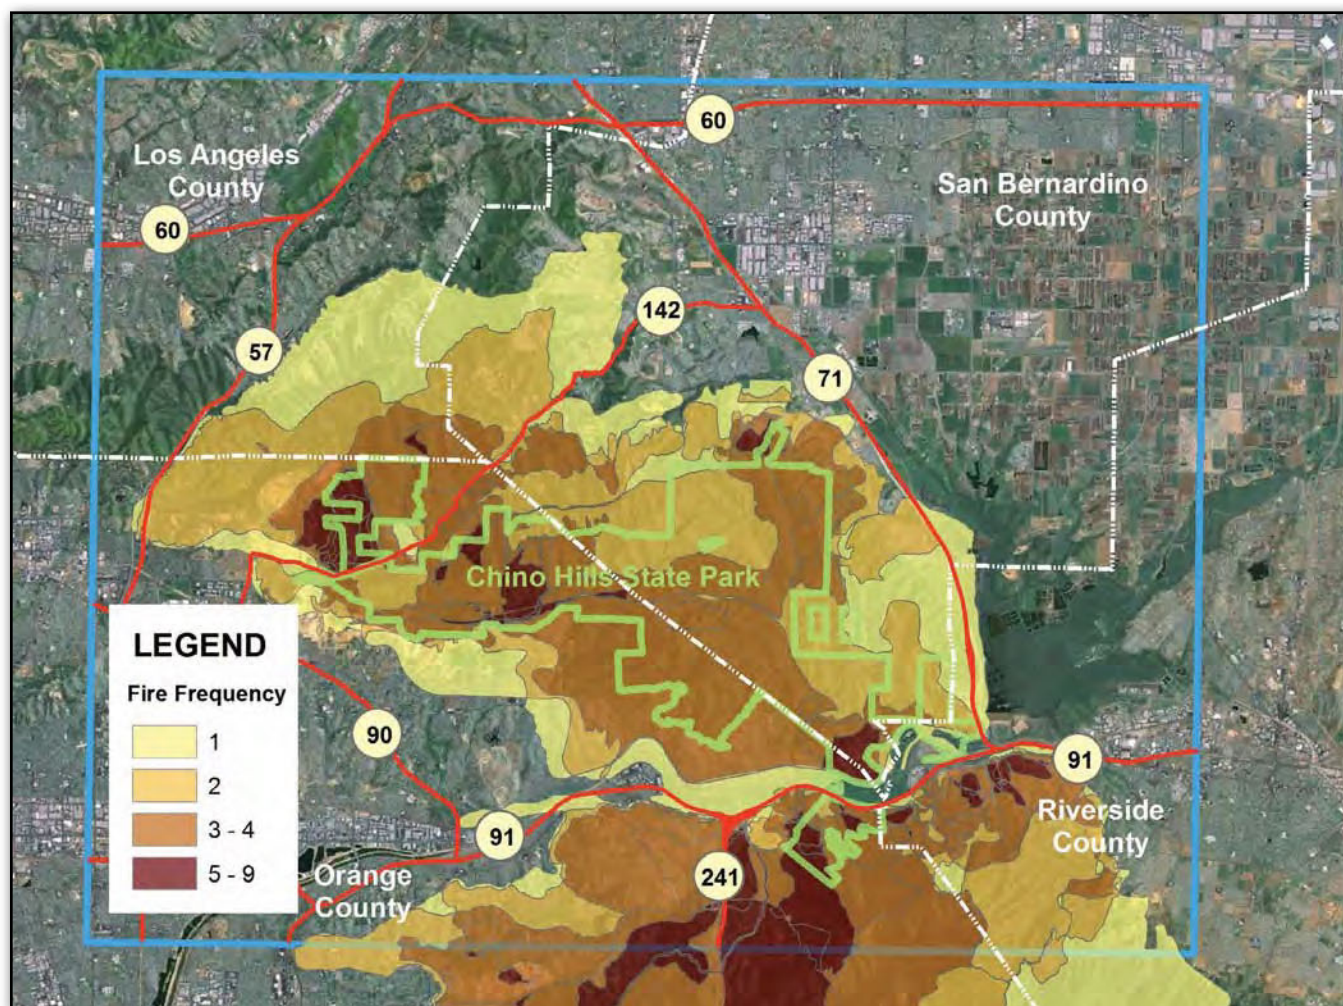 60
Los Angeles
County
San Bernardino
County
60
142
57
71
Chino Hills State Park
LEGEND
Fire Frequency
1
2
3 - 4
5 - 9
90
91
91
Riverside
County
241
Orange
County